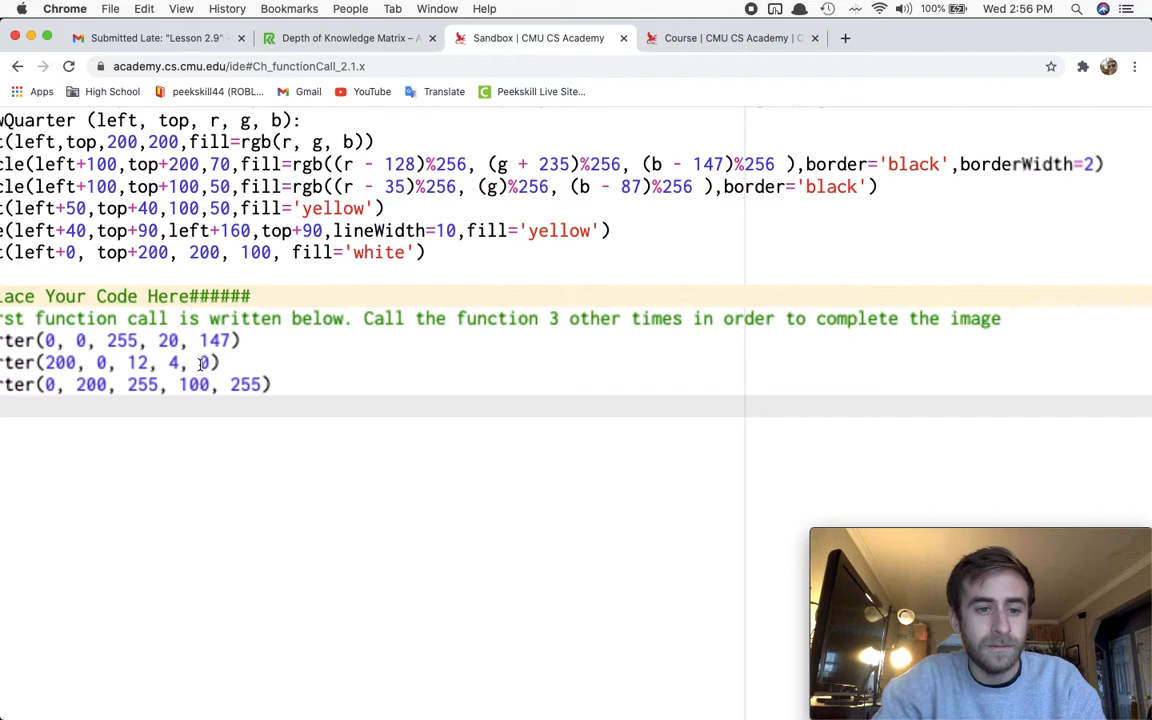 Chrome File Edit View History Bookmarks People Tab Window Help 100% Wed 2:56 PM
Submitted Late: "Lesson 2.9" - Depth of Knowledge Matrix – A Sandbox | CMU CS Academy Course | CMU CS Academy | C
academy.cs.cmu.edu/ide#Ch_functionCall_2.1.x
Apps High School peekskill44 (ROBL... Gmail YouTube Translate Peekskill Live Site...
wQuarter (left, top, r, g, b):
t(left,top,200,200,fill=rgb(r, g, b))
cle(left+100,top+200,70,fill=rgb((r - 128)%256, (g + 235)%256, (b - 147)%256 ),border='black',borderWidth=2)
cle(left+100,top+100,50,fill=rgb((r - 35)%256, (g)%256, (b - 87)%256 ),border='black')
t(left+50,top+40,100,50,fill='yellow')
e(left+40,top+90,left+160,top+90,lineWidth=10,fill='yellow')
t(left+0, top+200, 200, 100, fill='white')
lace Your Code Here######
rst function call is written below. Call the function 3 other times in order to complete the image
rter(0, 0, 255, 20, 147)
rter(200, 0, 12, 4, 0)
rter(0, 200, 255, 100, 255)